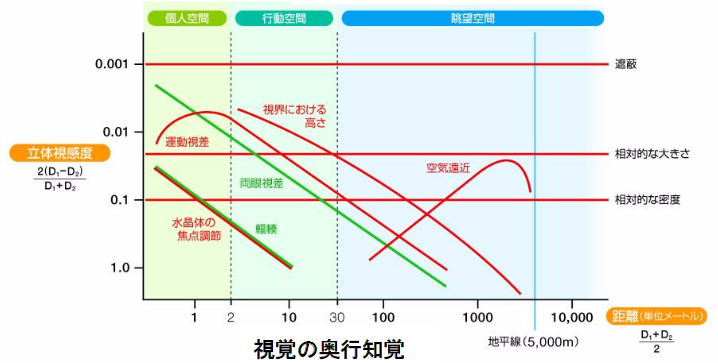 個人空間
行動空間
眺望空間
0.001
遮蔽
視界における
高さ
0.01
運動視差
立体視感度
2(D₁−D₂)
D₁+D₂
相対的な大きさ
空気遠近
両眼視差
0.1
相対的な密度
水晶体の
焦点調節
輻輳
1.0
1
2
10
30
100
1000
10,000
距離(単位メートル)
D₁+D₂
2
地平線(5,000m)
視覚の奥行知覚